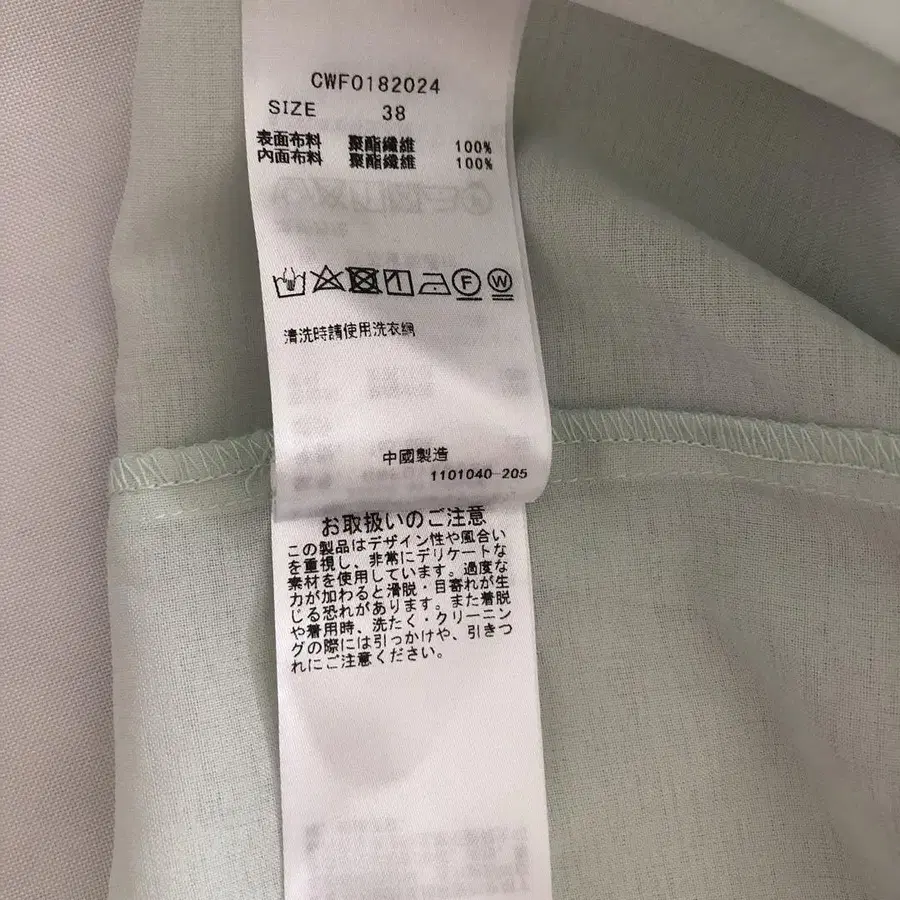 CWF0182024
SIZE 38
表面布料 聚酯纖維 100%
内面布料 聚酯纖維 100%
F W
清洗時請使用洗衣網
中國製造
1101040-205
お取扱いのご注意
この製品はデザイン性や風合い
を重視し、非常にデリケートな
素材を使用しています。過度な
力が加わると滑脱・目寄れが生
じる恐れがあります。また着脱
や着用時、洗たく・クリーニン
グの際には引っかけや、引きつ
れにご注意ください。